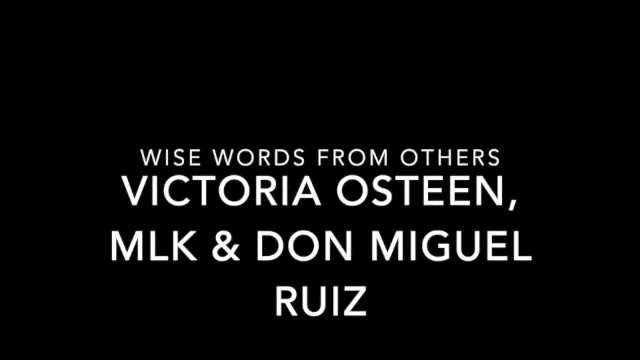 WISE WORDS FROM OTHERS
VICTORIA OSTEEN,
MLK & DON MIGUEL
RUIZ